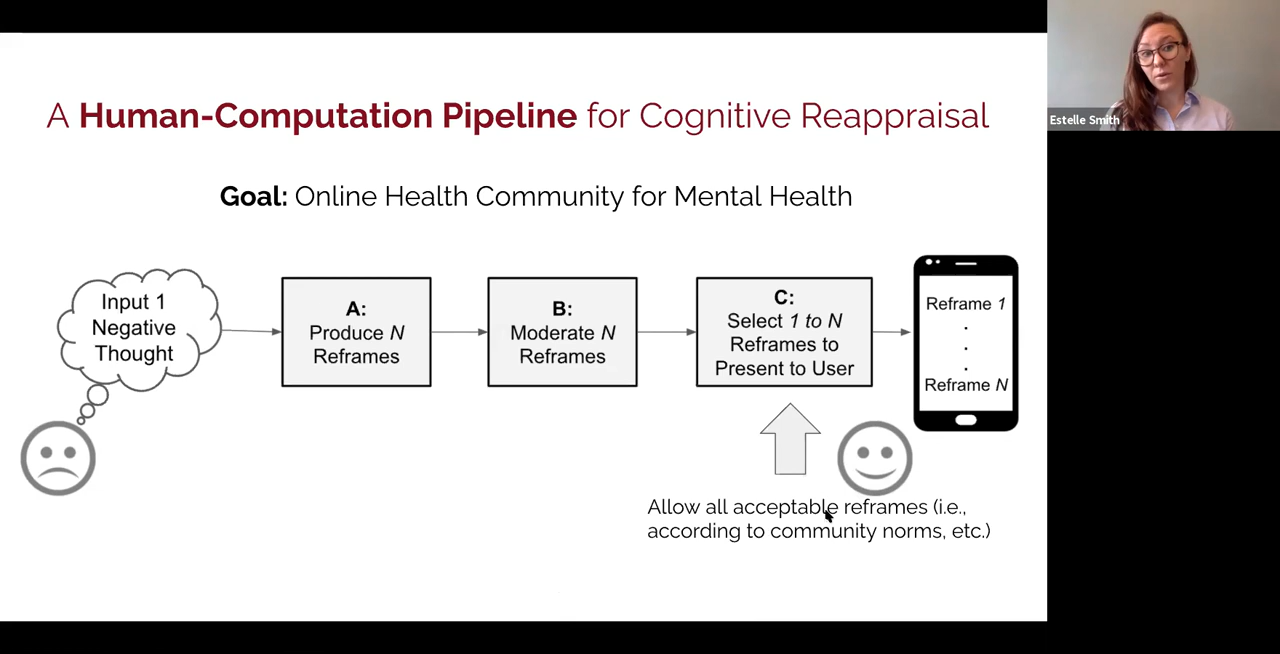 A Human-Computation Pipeline for Cognitive Reappraisal
Goal: Online Health Community for Mental Health
Input 1
Negative
Thought
A:
Produce N
Reframes
B:
Moderate N
Reframes
C:
Select 1 to N
Reframes to
Present to User
Reframe 1
.
.
.
Reframe N
Allow all acceptable reframes (i.e.,
according to community norms, etc.)
Estelle Smith